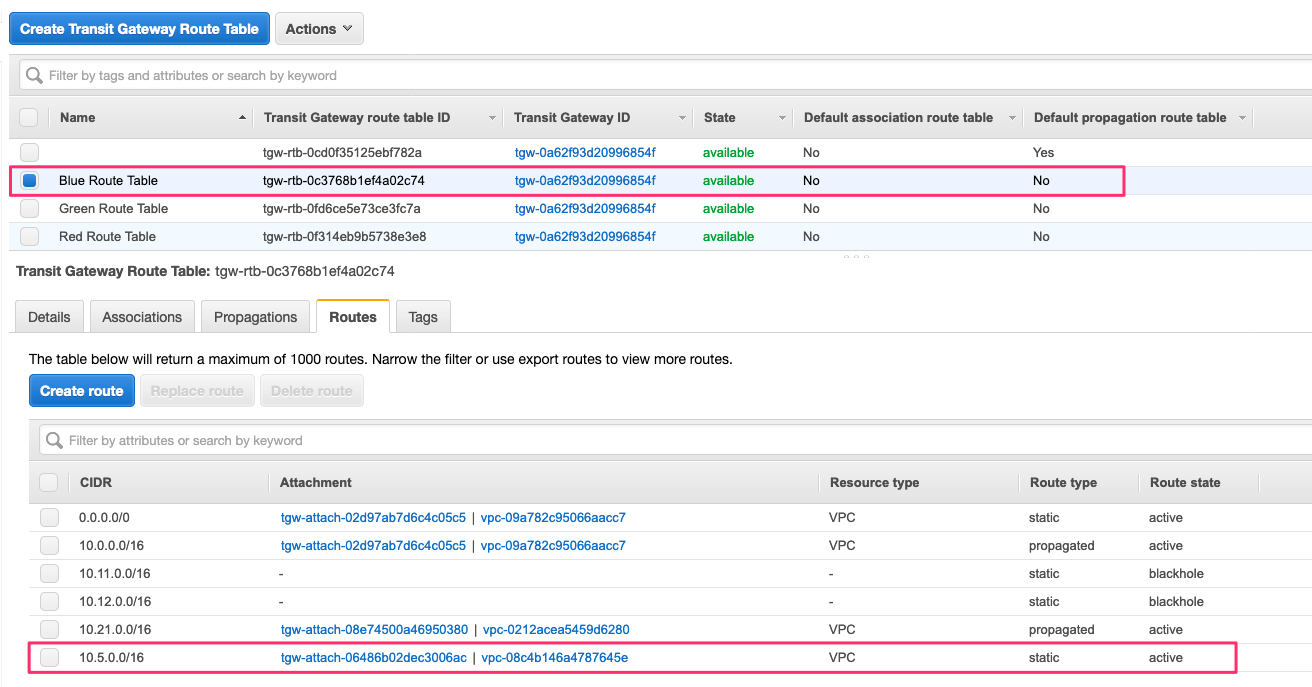 Create Transit Gateway Route Table Actions
Filter by tags and attributes or search by keyword
Name Transit Gateway route table ID Transit Gateway ID State Default association route table Default propagation route table
tgw-rtb-0cd0f35125ebf782a tgw-0a62f93d20996854f available No Yes
Blue Route Table tgw-rtb-0c3768b1ef4a02c74 tgw-0a62f93d20996854f available No No
Green Route Table tgw-rtb-0fd6ce5e73ce3fc7a tgw-0a62f93d20996854f available No No
Red Route Table tgw-rtb-0f314eb9b5738e3e8 tgw-0a62f93d20996854f available No No
Transit Gateway Route Table: tgw-rtb-0c3768b1ef4a02c74
Details Associations Propagations Routes Tags
The table below will return a maximum of 1000 routes. Narrow the filter or use export routes to view more routes.
Create route Replace route Delete route
Filter by attributes or search by keyword
CIDR Attachment Resource type Route type Route state
0.0.0.0/0 tgw-attach-02d97ab7d6c4c05c5 | vpc-09a782c95066aacc7 VPC static active
10.0.0.0/16 tgw-attach-02d97ab7d6c4c05c5 | vpc-09a782c95066aacc7 VPC propagated active
10.11.0.0/16 - - static blackhole
10.12.0.0/16 - - static blackhole
10.21.0.0/16 tgw-attach-08e74500a46950380 | vpc-0212acea5459d6280 VPC propagated active
10.5.0.0/16 tgw-attach-06486b02dec3006ac | vpc-08c4b146a4787645e VPC static active